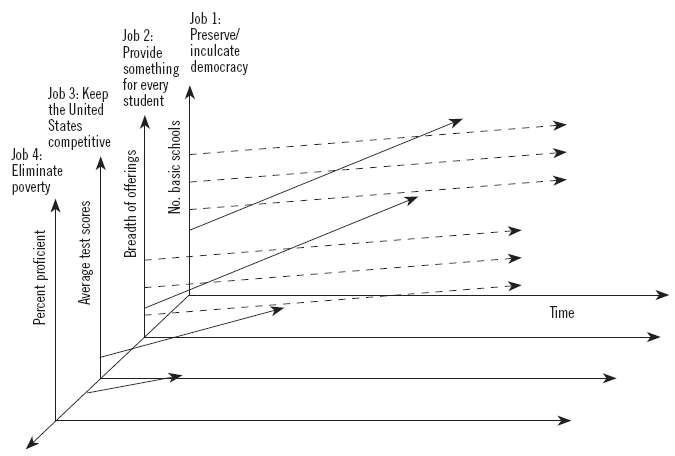 Job 1:
Preserve/
inculcate
democracy
Job 2:
Provide
something
for every
student
Job 3: Keep
the United
States
competitive
Job 4:
Eliminate
poverty
No. basic schools
Breadth of offerings
Average test scores
Percent proficient
Time